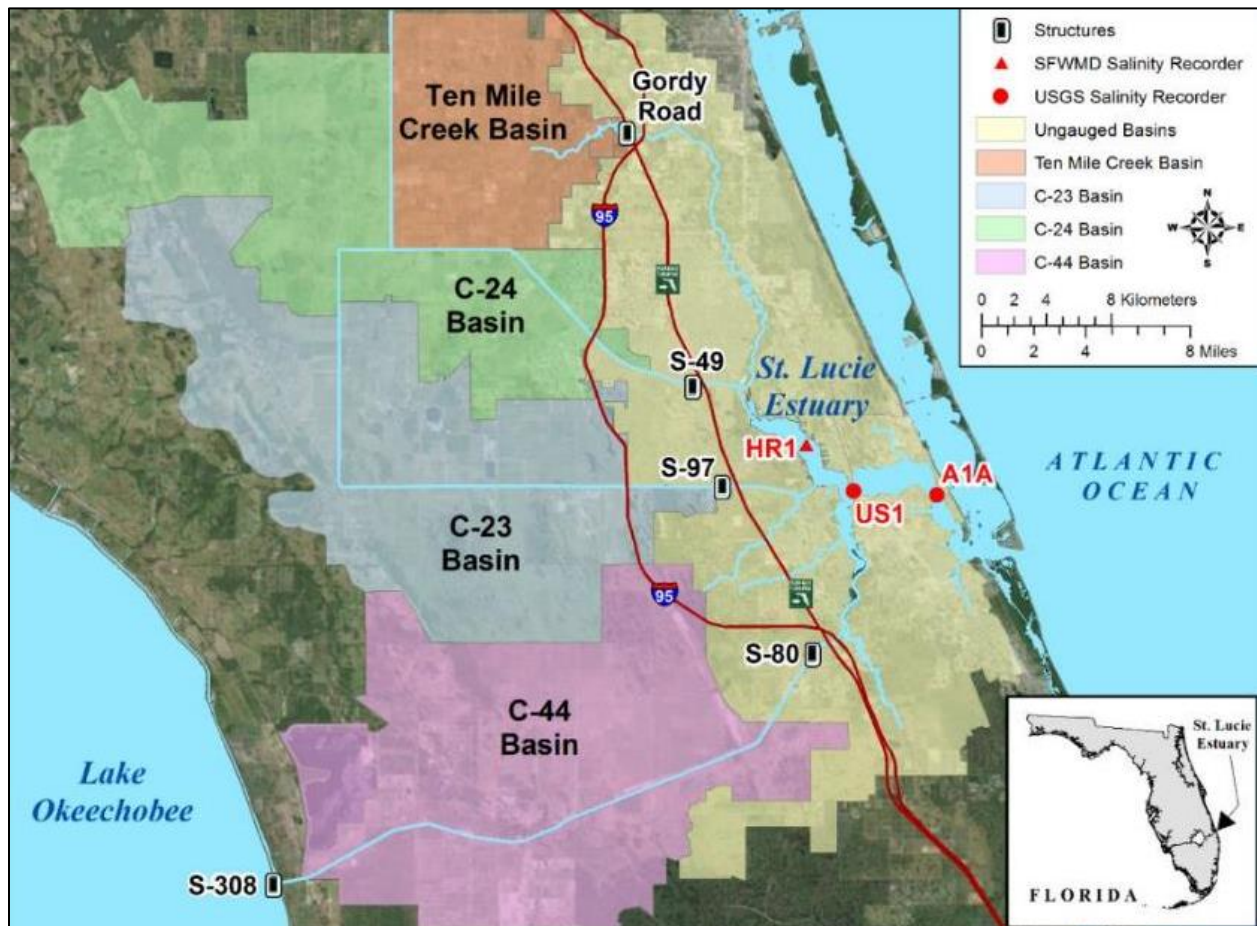 Structures
SFWMD Salinity Recorder
USGS Salinity Recorder
Ungauged Basins
Ten Mile Creek Basin
C-23 Basin
C-24 Basin
C-44 Basin
N
W
E
S
0 2 4 8 Kilometers
0 2 4 8 Miles
Ten Mile
Creek Basin
Gordy
Road
95
C-24
Basin
S-49
St. Lucie
Estuary
HR1
S-97
A1A
US1
ATLANTIC
OCEAN
C-23
Basin
95
S-80
C-44
Basin
Lake
Okeechobee
S-308
St. Lucie
Estuary
FLORIDA